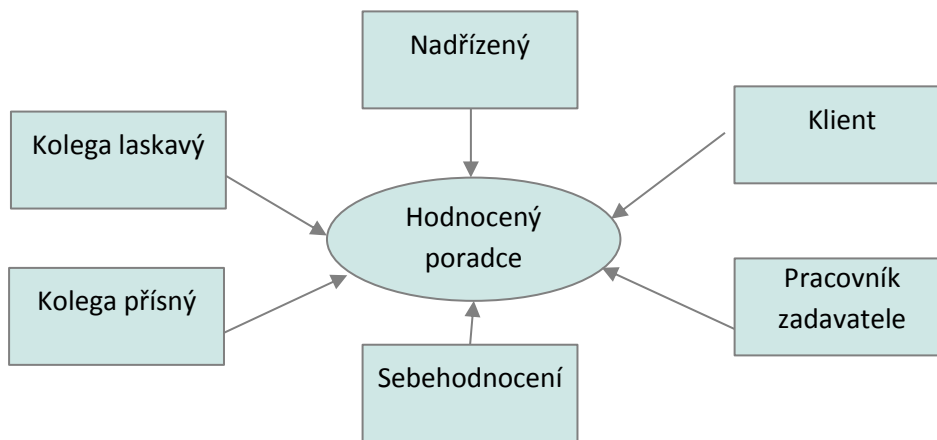 Nadřízený
Klient
Kolega laskavý
Hodnocený
poradce
Kolega přísný
Pracovník
zadavatele
Sebehodnocení